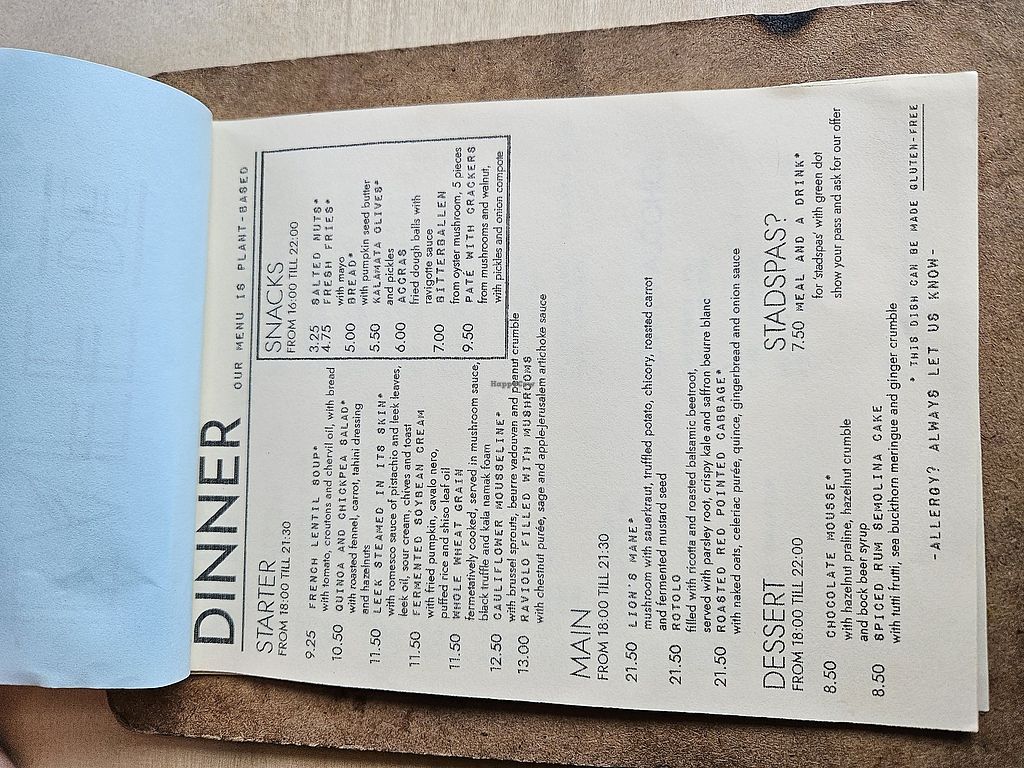 DINNER
OUR MENU IS PLANT-BASED
STARTER
FROM 18:00 TILL 21:30
9.25 FRENCH LENTIL SOUP*
with tomato, croutons and chervil oil, with bread
10.50 QUINOA AND CHICKPEA SALAD*
with roasted fennel, carrot, tahini dressing
and hazelnuts
11.50 LEEK STEAMED IN ITS SKIN*
with romesco sauce of pistachio and leek leaves,
leek oil, sour cream, chives and toast
11.50 FERMENTED SOYBEAN CREAM
with fried pumpkin, cavalo nero,
puffed rice and shiso leaf oil
11.50 WHOLE WHEAT GRAIN
fermentatively cooked, served in mushroom sauce,
black truffle and kala namak foam
12.50 CAULIFLOWER MOUSSELINE*
with brussel sprouts, beurre vadouven and peanut crumble
13.00 RAVIOLO FILLED WITH MUSHROOMS
with chestnut purée, sage and apple-Jerusalem artichoke sauce
SNACKS
FROM 16:00 TILL 22:00
3.25 SALTED NUTS*
4.75 FRESH FRIES*
with mayo
5.00 BREAD*
with pumpkin seed butter
5.50 KALAMATA OLIVES*
and pickles
6.00 ACCRAS
fried dough balls with
ravigotte sauce
7.00 BITTERBALLEN
from oyster mushroom, 5 pieces
9.50 PATÉ WITH CRACKERS
from mushrooms and walnut,
with pickles and onion compote
HappyCow
MAIN
FROM 18:00 TILL 21:30
21.50 LION'S MANE*
mushroom with sauerkraut, truffled potato, chicory, roasted carrot
and fermented mustard seed
21.50 ROTOLO
filled with ricotta and roasted balsamic beetroot,
served with parsley root, crispy kale and saffron beurre blanc
21.50 ROASTED RED POINTED CABBAGE*
with naked oats, celeriac purée, quince, gingerbread and onion sauce
DESSERT
FROM 18:00 TILL 22:00
8.50 CHOCOLATE MOUSSE*
with hazelnut praline, hazelnut crumble
and bock beer syrup
8.50 SPICED RUM SEMOLINA CAKE
with tutti frutti, sea buckthorn meringue and ginger crumble
STADSPAS?
7.50 MEAL AND A DRINK*
for 'stadspas' with green dot
show your pass and ask for our offer
* THIS DISH CAN BE MADE GLUTEN-FREE
-ALLERGY? ALWAYS LET US KNOW-